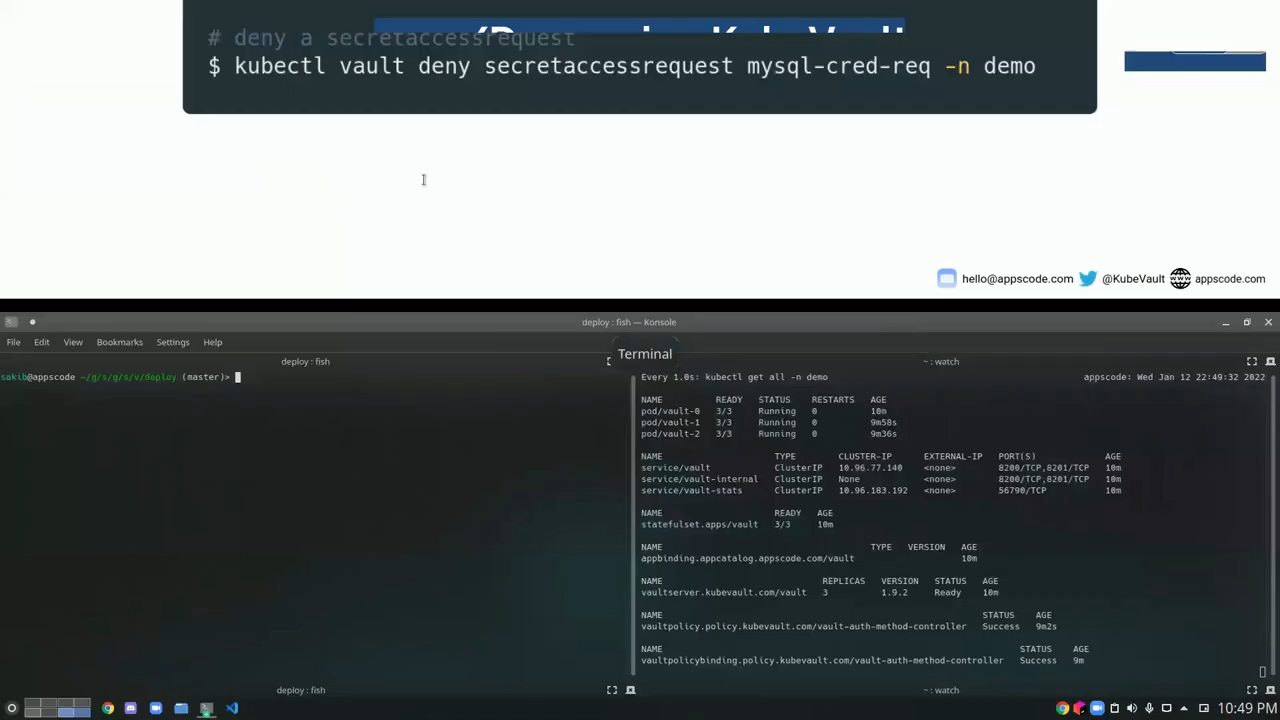 # deny a secretaccessrequest
$ kubectl vault deny secretaccessrequest mysql-cred-req -n demo
hello@appscode.com @KubeVault appscode.com
deploy : fish — Konsole
File Edit View Bookmarks Settings Help
Terminal
deploy : fish
~ : watch
sakib@appscode ~/g/s/g/s/v/deploy (master)>
Every 1.0s: kubectl get all -n demo appscode: Wed Jan 12 22:49:32 2022
NAME READY STATUS RESTARTS AGE
pod/vault-0 3/3 Running 0 10m
pod/vault-1 3/3 Running 0 9m58s
pod/vault-2 3/3 Running 0 9m36s
NAME TYPE CLUSTER-IP EXTERNAL-IP PORT(S) AGE
service/vault ClusterIP 10.96.77.140 <none> 8200/TCP,8201/TCP 10m
service/vault-internal ClusterIP None <none> 8200/TCP,8201/TCP 10m
service/vault-stats ClusterIP 10.96.183.192 <none> 56790/TCP 10m
NAME READY AGE
statefulset.apps/vault 3/3 10m
NAME TYPE VERSION AGE
appbinding.appcatalog.appscode.com/vault 10m
NAME REPLICAS VERSION STATUS AGE
vaultserver.kubevault.com/vault 3 1.9.2 Ready 10m
NAME STATUS AGE
vaultpolicy.policy.kubevault.com/vault-auth-method-controller Success 9m2s
NAME STATUS AGE
vaultpolicybinding.policy.kubevault.com/vault-auth-method-controller Success 9m
deploy : fish
~ : watch
10:49 PM